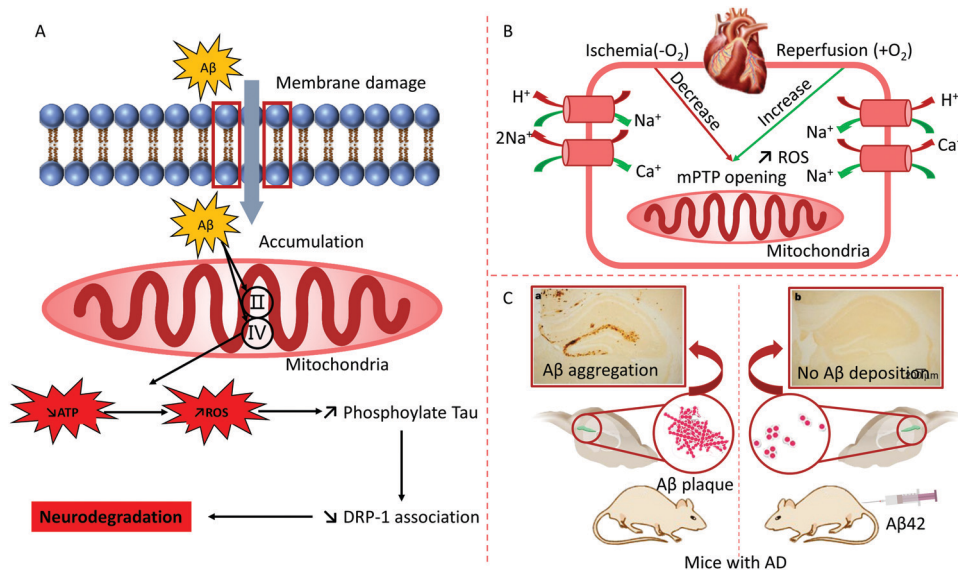 A
Aβ
Membrane damage
Aβ
Accumulation
II
IV
Mitochondria
↘ATP
↗ROS
↗ Phosphoylate Tau
↘ DRP-1 association
Neurodegradation
B
Ischemia(-O₂)
Reperfusion (+O₂)
Decrease
Increase
H⁺
Na⁺
2Na⁺
Ca⁺
H⁺
Na⁺
Ca⁺
Na⁺
↗ ROS
mPTP opening
Mitochondria
C
a
Aβ aggregation
b
No Aβ deposition
Aβ plaque
Aβ42
Mice with AD